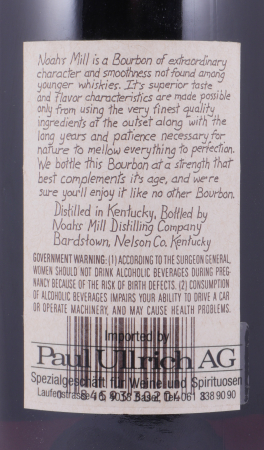 Noahs Mill is a Bourbon of extraordinary
character and smoothness not found among
younger whiskies. It's superior taste
and flavor characteristics are made possible
only from using the very finest quality
ingredients at the outset along with the
long years and patience necessary for
nature to mellow everything to perfection.
We bottle this Bourbon at a strength that
best complements it's age, and we're
sure you'll enjoy it like no other Bourbon.
Distilled in Kentucky, Bottled by
Noahs Mill Distilling Company
Bardstown, Nelson Co. Kentucky
GOVERNMENT WARNING: (1) ACCORDING TO THE SURGEON GENERAL,
WOMEN SHOULD NOT DRINK ALCOHOLIC BEVERAGES DURING PREG-
NANCY BECAUSE OF THE RISK OF BIRTH DEFECTS. (2) CONSUMPTION
OF ALCOHOLIC BEVERAGES IMPAIRS YOUR ABILITY TO DRIVE A CAR
OR OPERATE MACHINERY, AND MAY CAUSE HEALTH PROBLEMS.
Imported by
Paul Ullrich AG
Spezialgeschäft für Weine und Spirituosen
Basel, Tel. 061